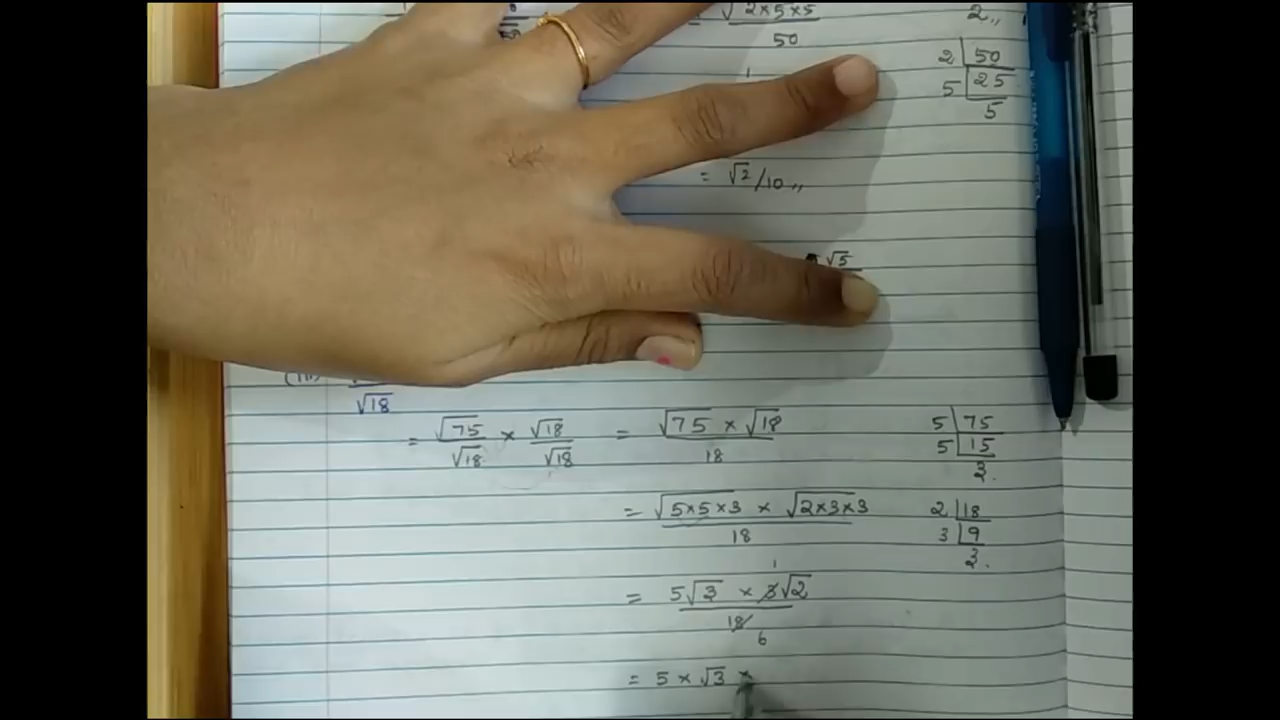 √2×5×5
50
2,,
2 | 50
5 | 25
5
= √2/10 ,,
√5
√18
= √75/√18 × √18/√18 = √75 × √18 / 18
5 | 75
5 | 15
3.
= √5×5×3 × √2×3×3 / 18
2 | 18
3 | 9
3.
1
= 5√3 × 3√2 / 18
6
= 5 × √3 ×